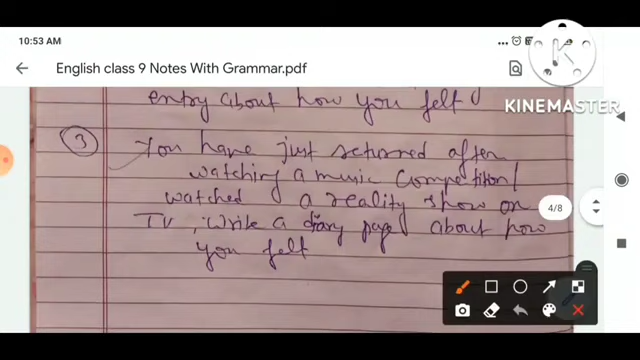 10:53 AM
English class 9 Notes With Grammar.pdf
K
KINEMASTER
entry about how you felt
3 You have just returned after
watching a music Competition/
watched a reality show on
TV, Write a diary page about how
you felt
4/8